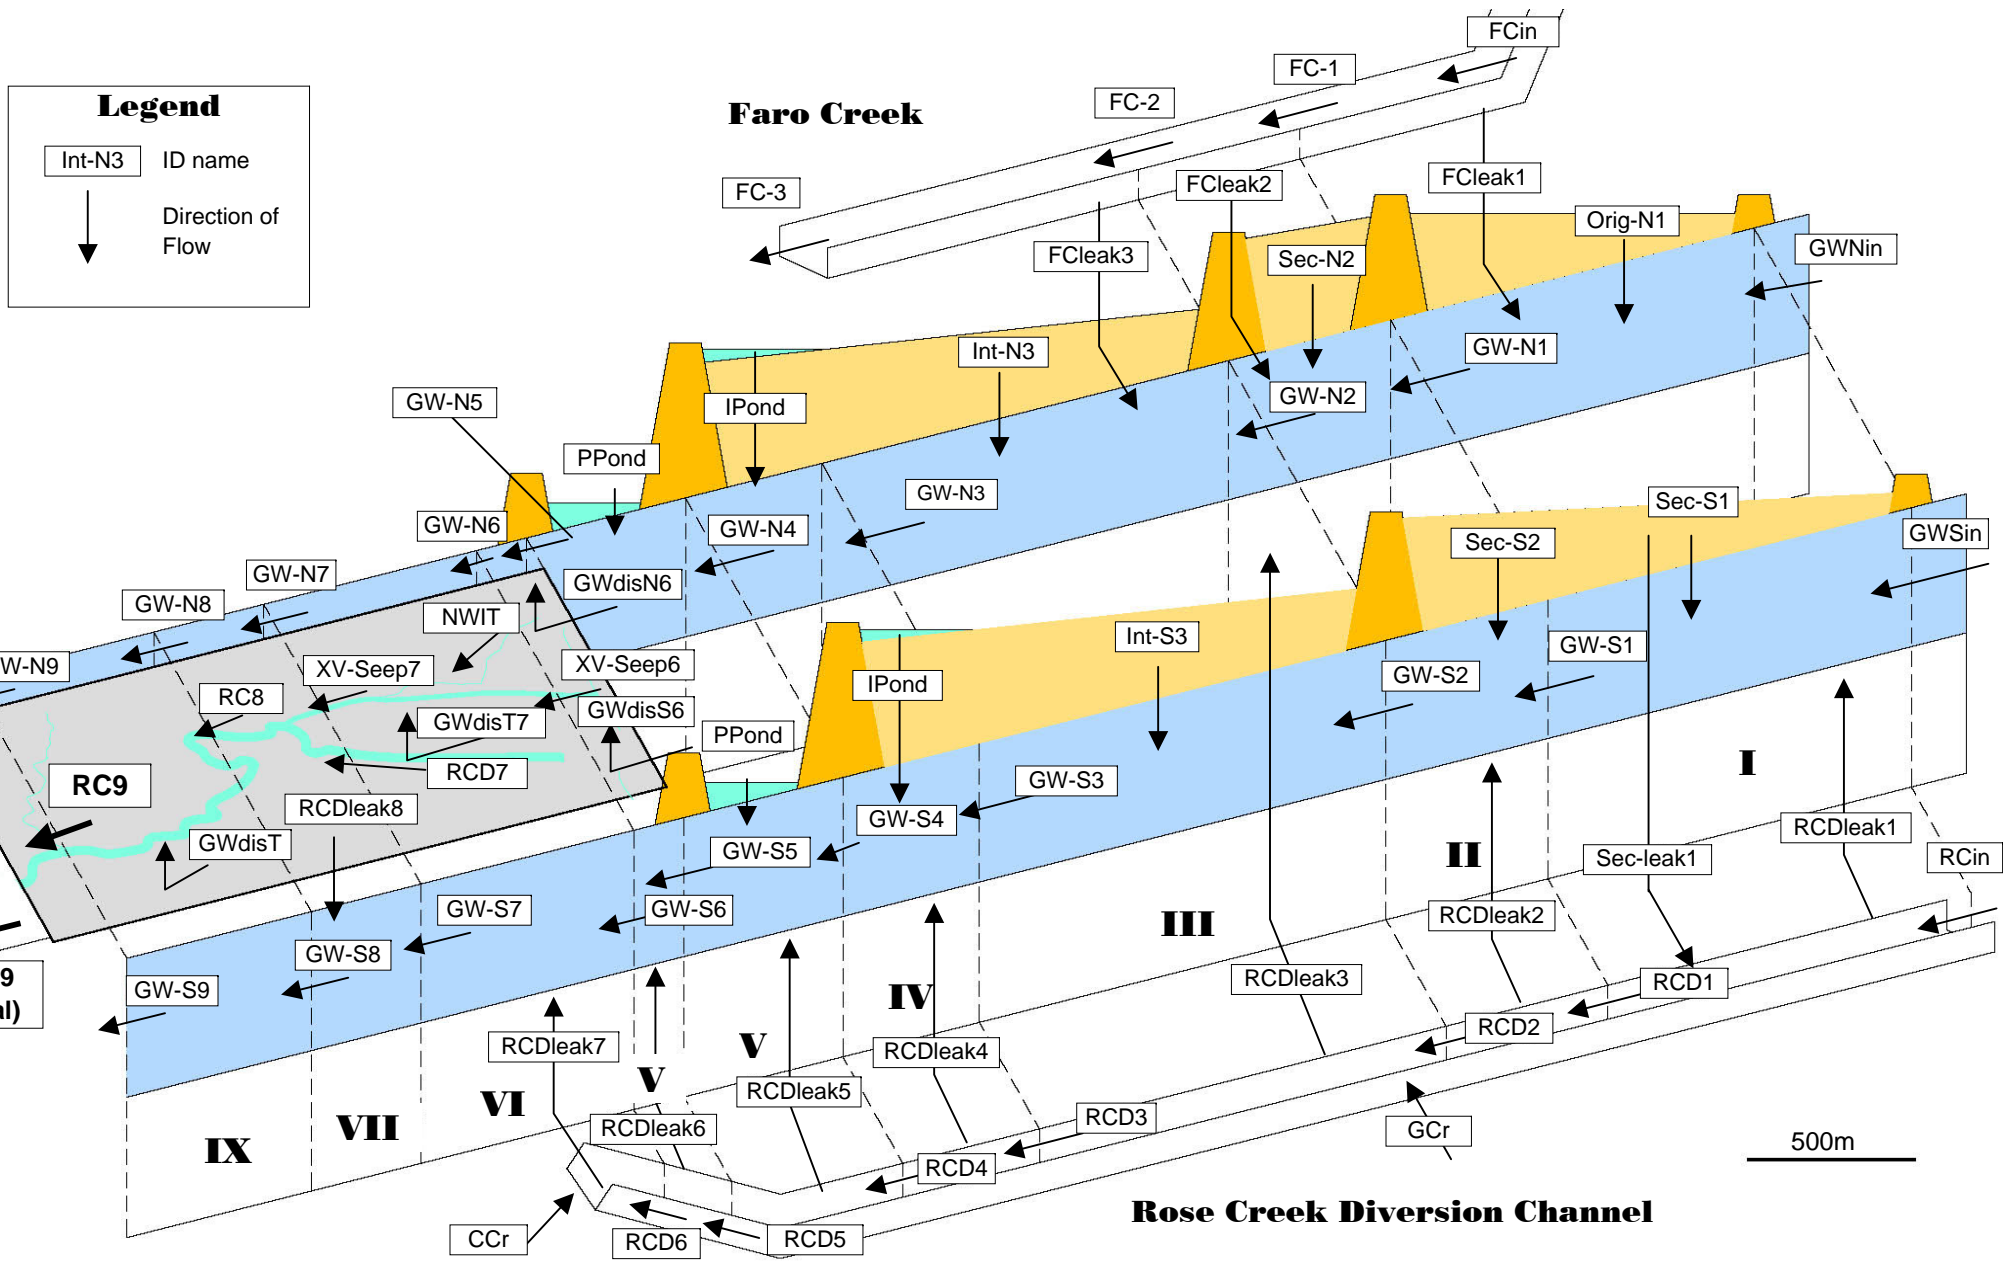 FCin
FC-1
FC-2
Faro Creek
FC-3
Legend
Int-N3
ID name
Direction of
Flow
FCleak2
FCleak1
Orig-N1
GWNin
FCleak3
Sec-N2
Int-N3
GW-N1
GW-N5
IPond
GW-N2
PPond
GW-N3
Sec-S1
GW-N6
GW-N4
Sec-S2
GWSin
GW-N7
GWdisN6
GW-N8
NWIT
Int-S3
GW-S1
W-N9
XV-Seep7
XV-Seep6
GW-S2
RC8
IPond
GWdisS6
GWdisT7
PPond
I
RC9
RCD7
GW-S3
RCDleak8
GW-S4
RCDleak1
GWdisT
GW-S5
II
Sec-leak1
RCin
GW-S7
GW-S6
III
RCDleak2
GW-S8
9
al)
GW-S9
IV
RCDleak3
RCD1
RCD2
RCDleak7
V
RCDleak4
V
RCDleak5
VI
RCD3
VII
RCDleak6
GCr
IX
RCD4
500m
Rose Creek Diversion Channel
CCr
RCD6
RCD5